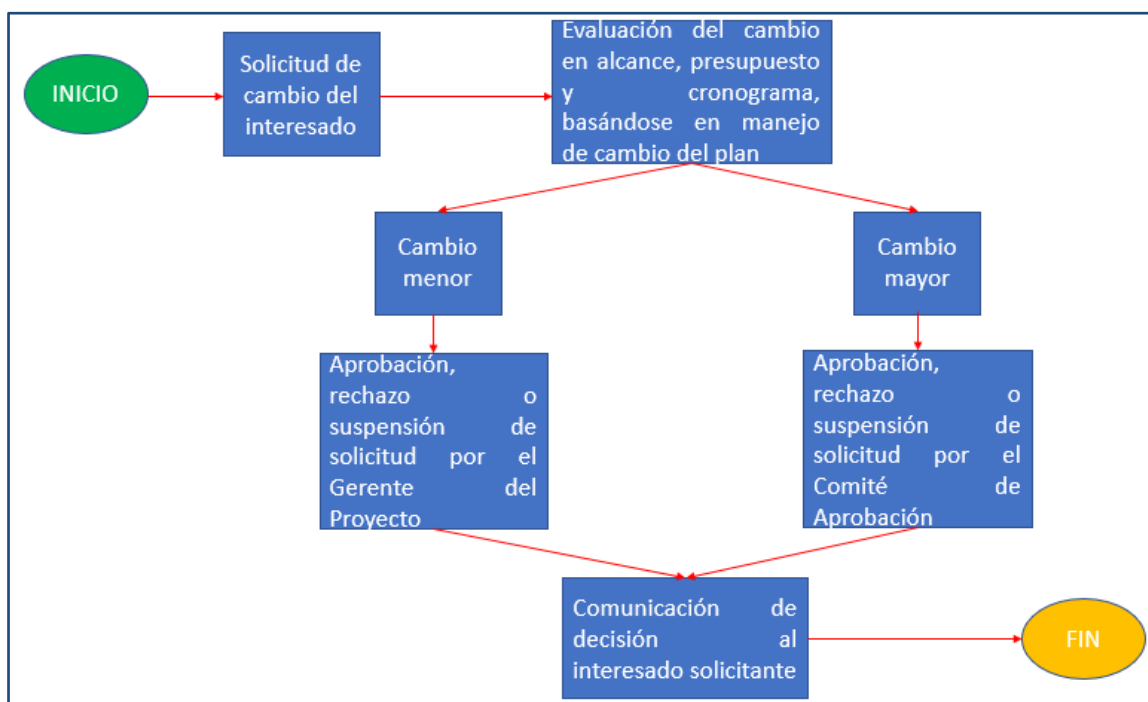 INICIO
Solicitud de
cambio del
interesado
Evaluación del cambio
en alcance, presupuesto
y cronograma,
basándose en manejo
de cambio del plan
Cambio
menor
Cambio
mayor
Aprobación,
rechazo o
suspensión de
solicitud por el
Gerente del
Proyecto
Aprobación,
rechazo o
suspensión de
solicitud por el
Comité de
Aprobación
Comunicación de
decisión al
interesado solicitante
FIN